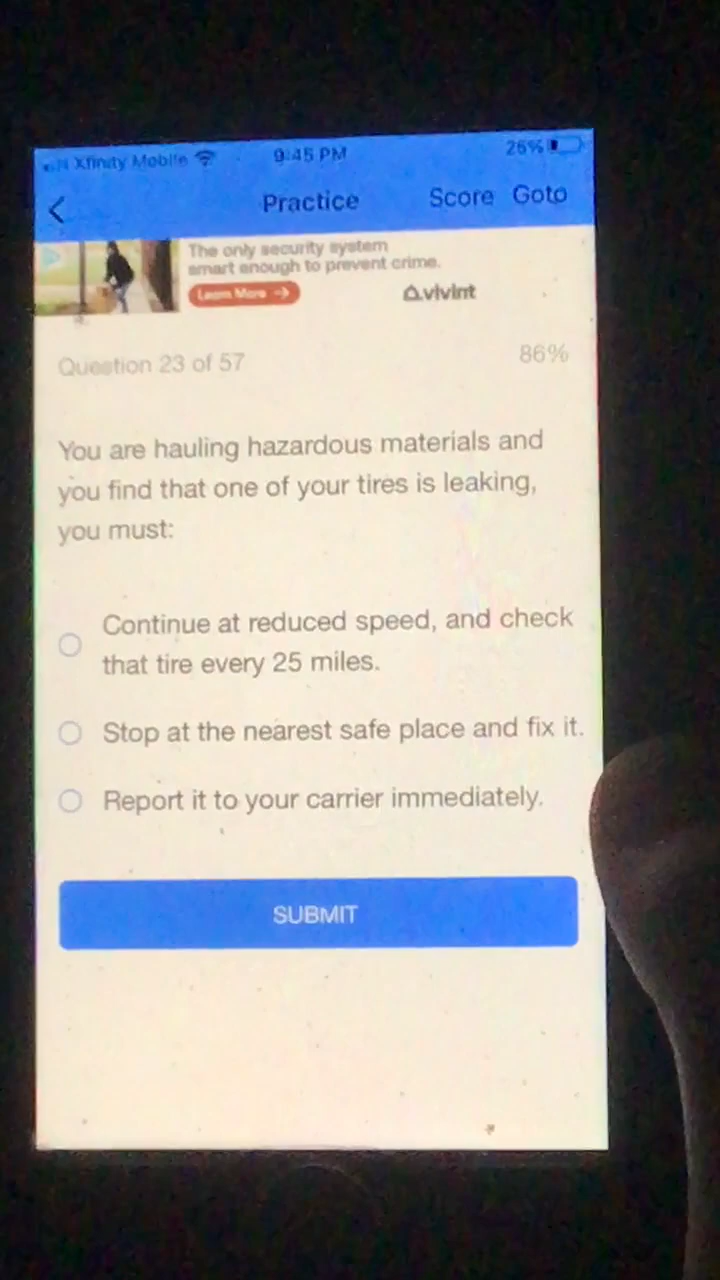 Xfinity Mobile 9:45 PM 26%
Practice Score Goto
The only security system
smart enough to prevent crime.
Learn More
vivint
Question 23 of 57 86%
You are hauling hazardous materials and
you find that one of your tires is leaking,
you must:
Continue at reduced speed, and check
that tire every 25 miles.
Stop at the nearest safe place and fix it.
Report it to your carrier immediately.
SUBMIT